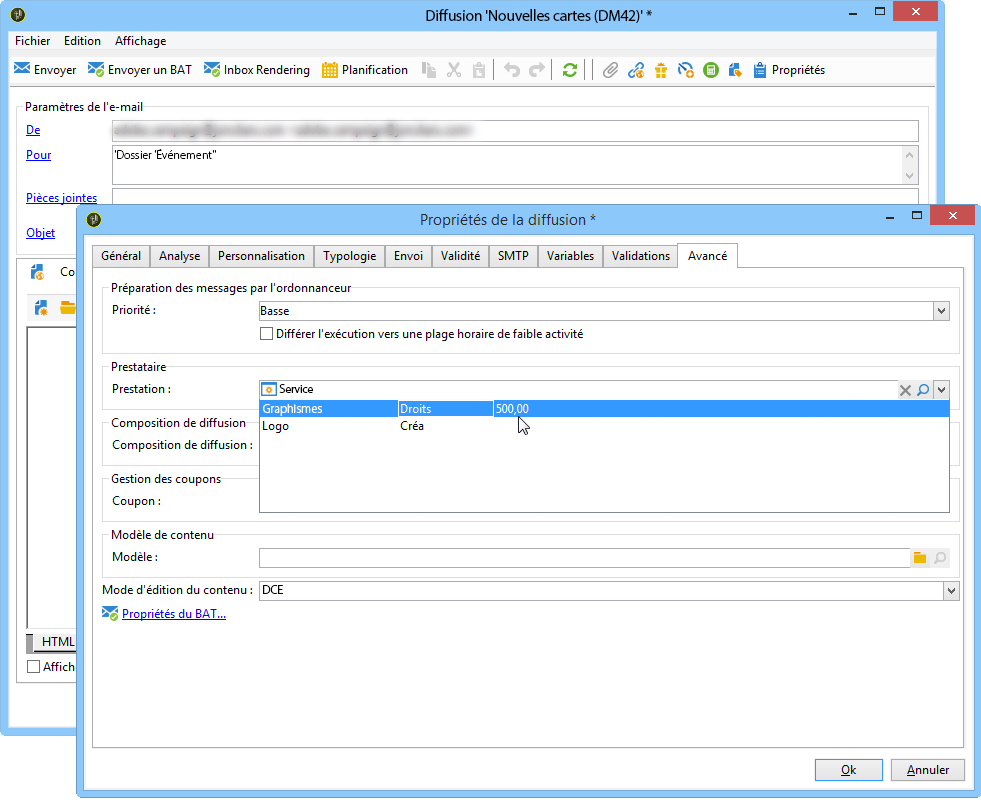 Diffusion 'Nouvelles cartes (DM42)' *
Fichier Edition Affichage
Envoyer Envoyer un BAT Inbox Rendering Planification Propriétés
Paramètres de l'e-mail
De
Pour 'Dossier 'Événement''
Pièces jointes
Objet
Co
HTML
Affich
Propriétés de la diffusion *
Général Analyse Personnalisation Typologie Envoi Validité SMTP Variables Validations Avancé
Préparation des messages par l'ordonnanceur
Priorité : Basse
Différer l'exécution vers une plage horaire de faible activité
Prestataire
Prestation : Service
Graphismes Droits 500,00
Logo Créa
Composition de diffusion
Composition de diffusion :
Gestion des coupons
Coupon :
Modèle de contenu
Modèle :
Mode d'édition du contenu : DCE
Propriétés du BAT...
Ok Annuler